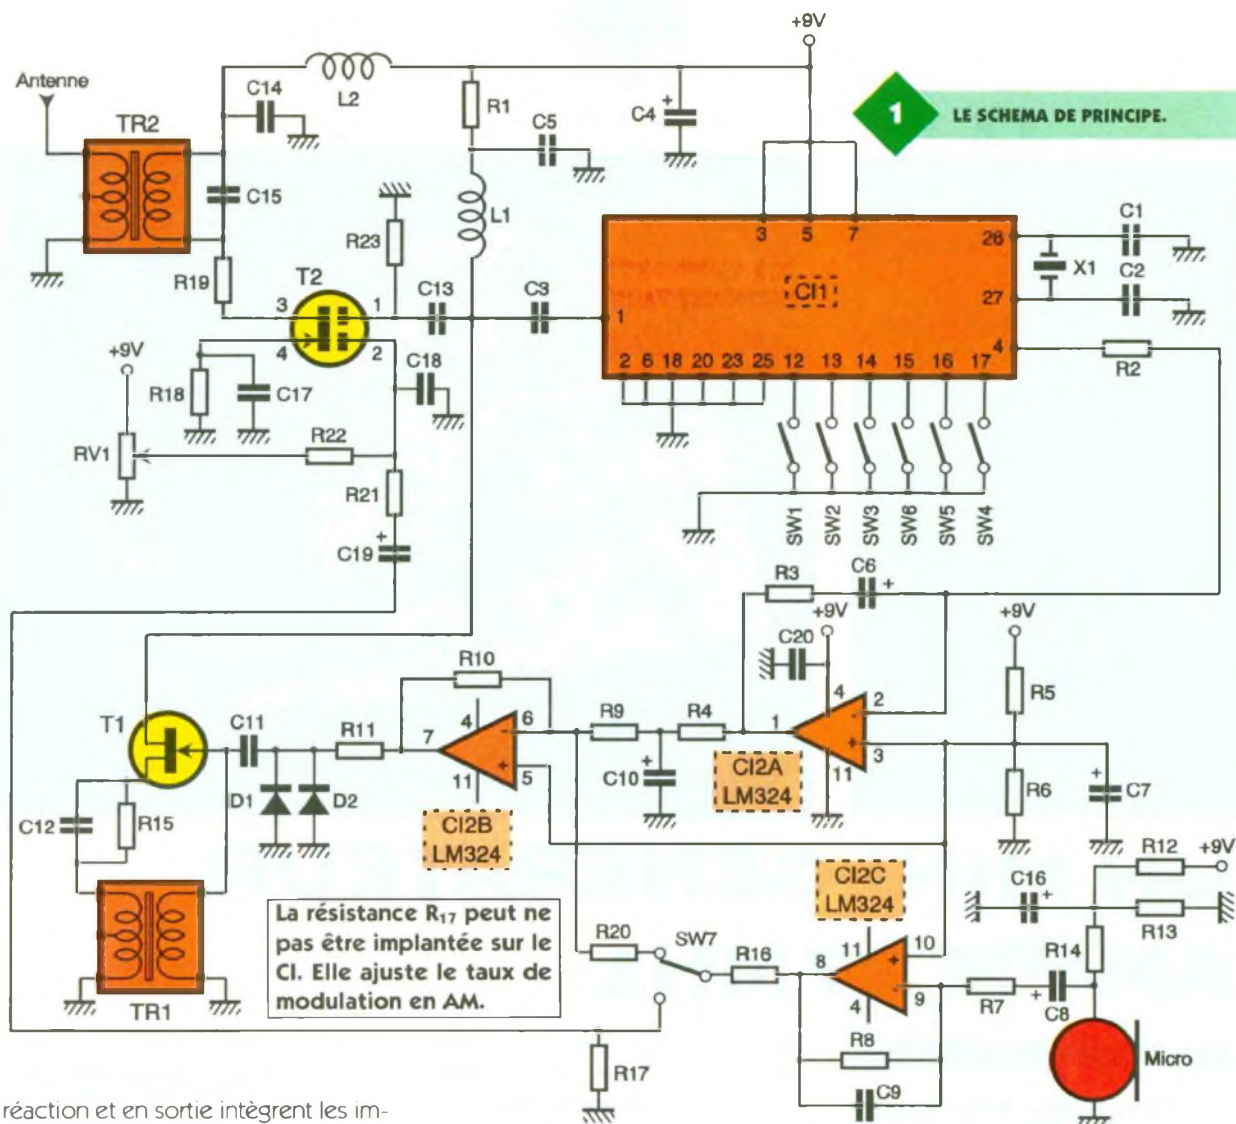 +9V
1 LE SCHEMA DE PRINCIPE.
Antenne
TR2
C14
L2
R1
C5
C4
C15
L1
R23
R19
T2
3
1
4
2
C13
C3
3 5 7
CI1
1
26
27
4
C1
X1
C2
R2
2 6 18 20 23 25 12 13 14 15 16 17
SW1
SW2
SW3
SW6
SW5
SW4
+9V
R18
C17
C18
RV1
R22
R21
C19
R3
C6
+
+9V
C20
+9V
R5
R10
T1
C11
R11
7
4
11
6
5
-
+
R9
R4
1
4
11
2
3
-
+
C10
+
CI2A
LM324
R6
C7
+
D1
D2
C12
R15
CI2B
LM324
TR1
La résistance R17 peut ne
pas être implantée sur le
CI. Elle ajuste le taux de
modulation en AM.
CI2C
LM324
R12
+9V
C16
+
R13
R14
R20
SW7
R16
8
11
4
10
9
+
-
R7
C8
+
R8
C9
Micro
R17
réaction et en sortie intègrent les im-